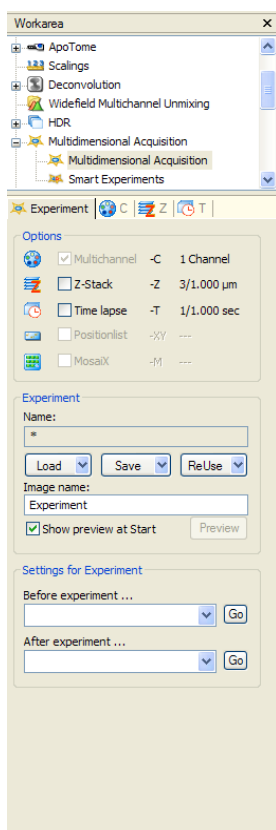 Workarea
ApoTome
Scalings
Deconvolution
Widefield Multichannel Unmixing
HDR
Multidimensional Acquisition
Multidimensional Acquisition
Smart Experiments
Experiment C Z T
Options
Multichannel -C 1 Channel
Z-Stack -Z 3/1.000 µm
Time lapse -T 1/1.000 sec
Positionlist -XY ---
MosaiX -M ---
Experiment
Name:
*
Load Save ReUse
Image name:
Experiment
Show preview at Start Preview
Settings for Experiment
Before experiment ...
Go
After experiment ...
Go